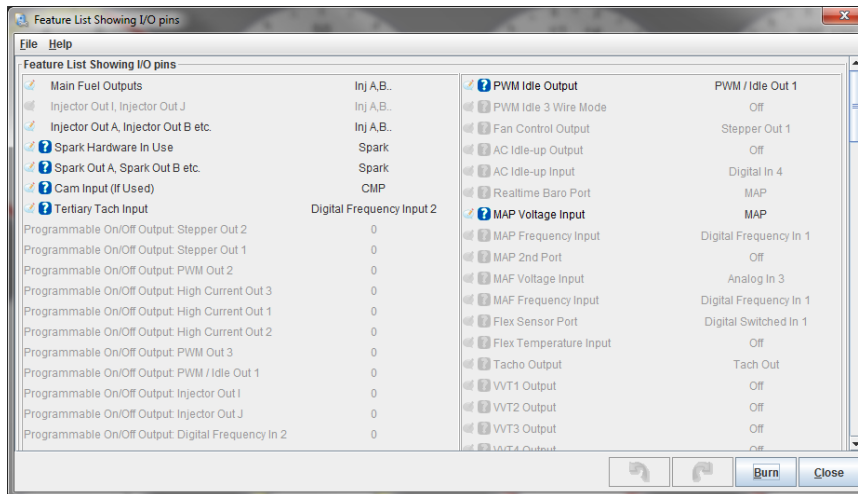 Feature List Showing I/O pins
File Help
Feature List Showing I/O pins
Main Fuel Outputs Inj A,B..
Injector Out I, Injector Out J Inj A,B..
Injector Out A, Injector Out B etc. Inj A,B..
Spark Hardware In Use Spark
Spark Out A, Spark Out B etc. Spark
Cam Input (If Used) CMP
Tertiary Tach Input Digital Frequency Input 2
Programmable On/Off Output: Stepper Out 2 0
Programmable On/Off Output: Stepper Out 1 0
Programmable On/Off Output: PWM Out 2 0
Programmable On/Off Output: High Current Out 3 0
Programmable On/Off Output: High Current Out 1 0
Programmable On/Off Output: High Current Out 2 0
Programmable On/Off Output: PWM Out 3 0
Programmable On/Off Output: PWM / Idle Out 1 0
Programmable On/Off Output: Injector Out I 0
Programmable On/Off Output: Injector Out J 0
Programmable On/Off Output: Digital Frequency In 2 0
PWM Idle Output PWM / Idle Out 1
PWM Idle 3 Wire Mode Off
Fan Control Output Stepper Out 1
AC Idle-up Output Off
AC Idle-up Input Digital In 4
Realtime Baro Port MAP
MAP Voltage Input MAP
MAP Frequency Input Digital Frequency In 1
MAP 2nd Port Off
MAF Voltage Input Analog In 3
MAF Frequency Input Digital Frequency In 1
Flex Sensor Port Digital Switched In 1
Flex Temperature Input Off
Tacho Output Tach Out
VVT1 Output Off
VVT2 Output Off
VVT3 Output Off
VVT4 Output Off
Burn Close